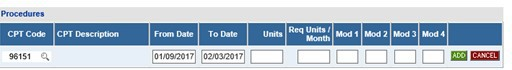 Procedures
CPT Code CPT Description From Date To Date Units Req Units / Month Mod 1 Mod 2 Mod 3 Mod 4
96151 01/09/2017 02/03/2017 ADD CANCEL